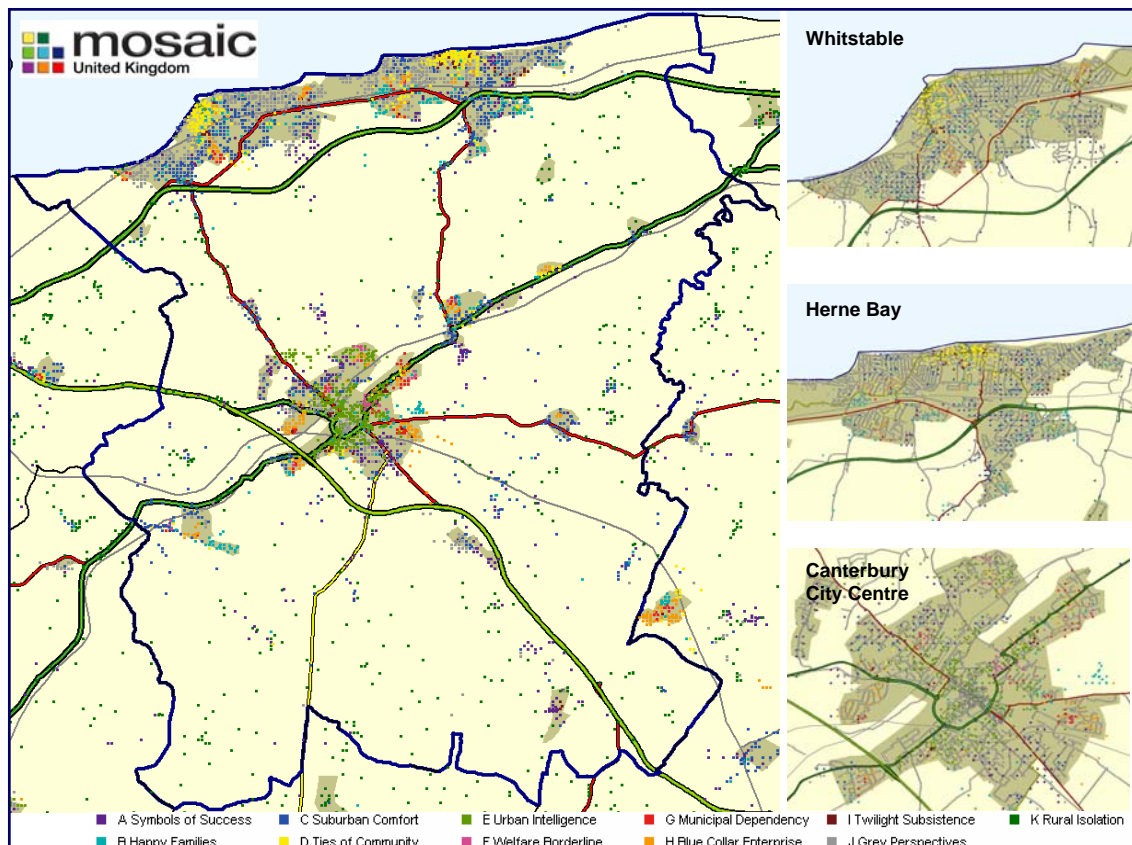 mosaic
United Kingdom
Whitstable
Herne Bay
Canterbury
City Centre
A Symbols of Success
C Suburban Comfort
E Urban Intelligence
G Municipal Dependency
I Twilight Subsistence
K Rural Isolation
B Happy Families
D Ties of Community
F Welfare Borderline
H Blue Collar Enterprise
J Grey Perspectives